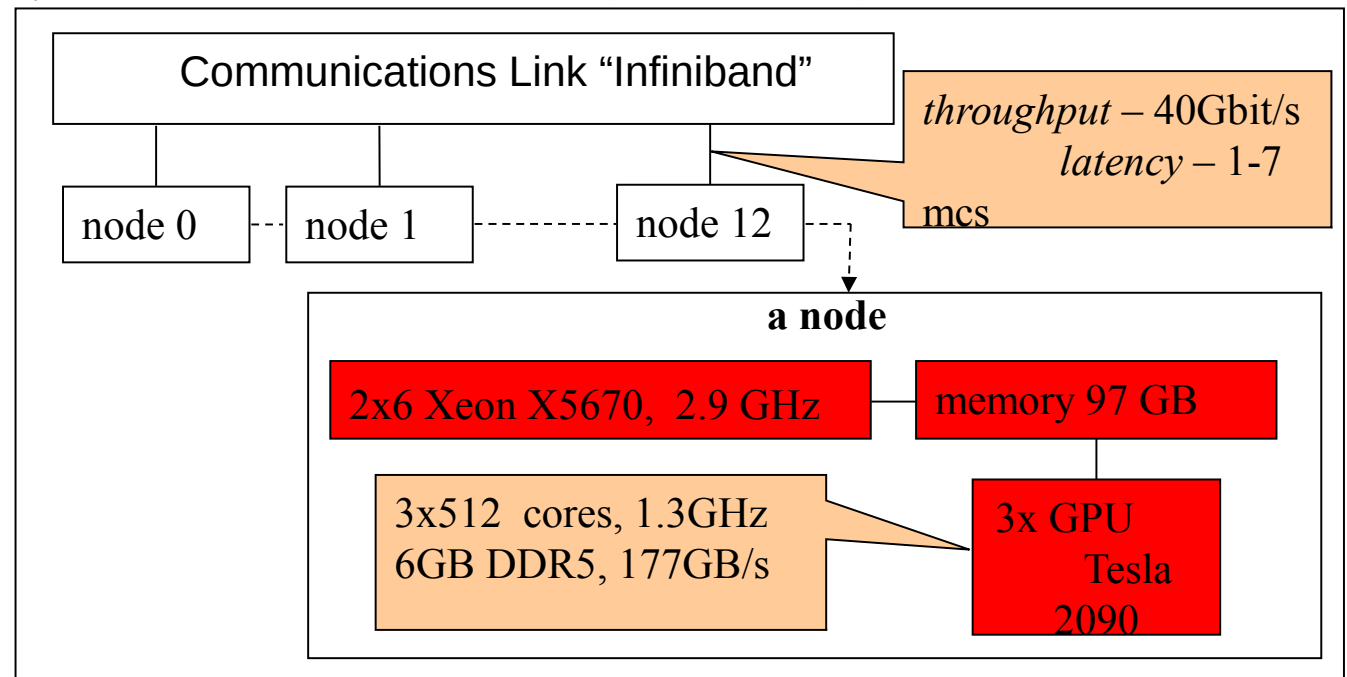 Communications Link “Infiniband”
throughput – 40Gbit/s
latency – 1-7
mcs
node 0
node 1
node 12
a node
2x6 Xeon X5670, 2.9 GHz
memory 97 GB
3x512 cores, 1.3GHz
6GB DDR5, 177GB/s
3x GPU
Tesla
2090